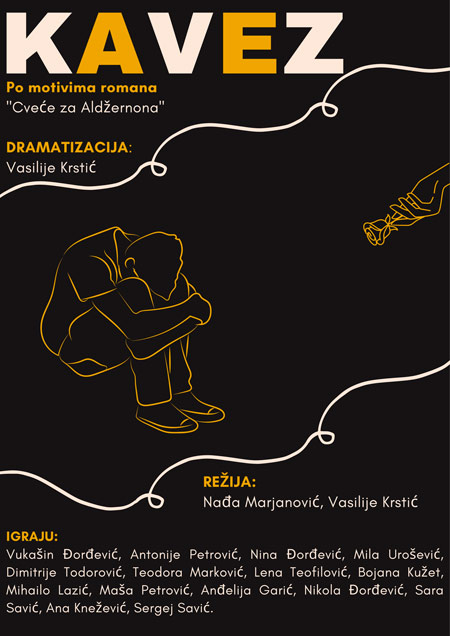 KAVEZ
Po motivima romana
"Cveće za Aldžernona"
DRAMATIZACIJA:
Vasilije Krstić
REŽIJA:
Nađa Marjanović, Vasilije Krstić
IGRAJU:
Vukašin Đorđević, Antonije Petrović, Nina Đorđević, Mila Urošević,
Dimitrije Todorović, Teodora Marković, Lena Teofilović, Bojana Kužet,
Mihailo Lazić, Maša Petrović, Anđelija Garić, Nikola Đorđević, Sara
Savić, Ana Knežević, Sergej Savić.